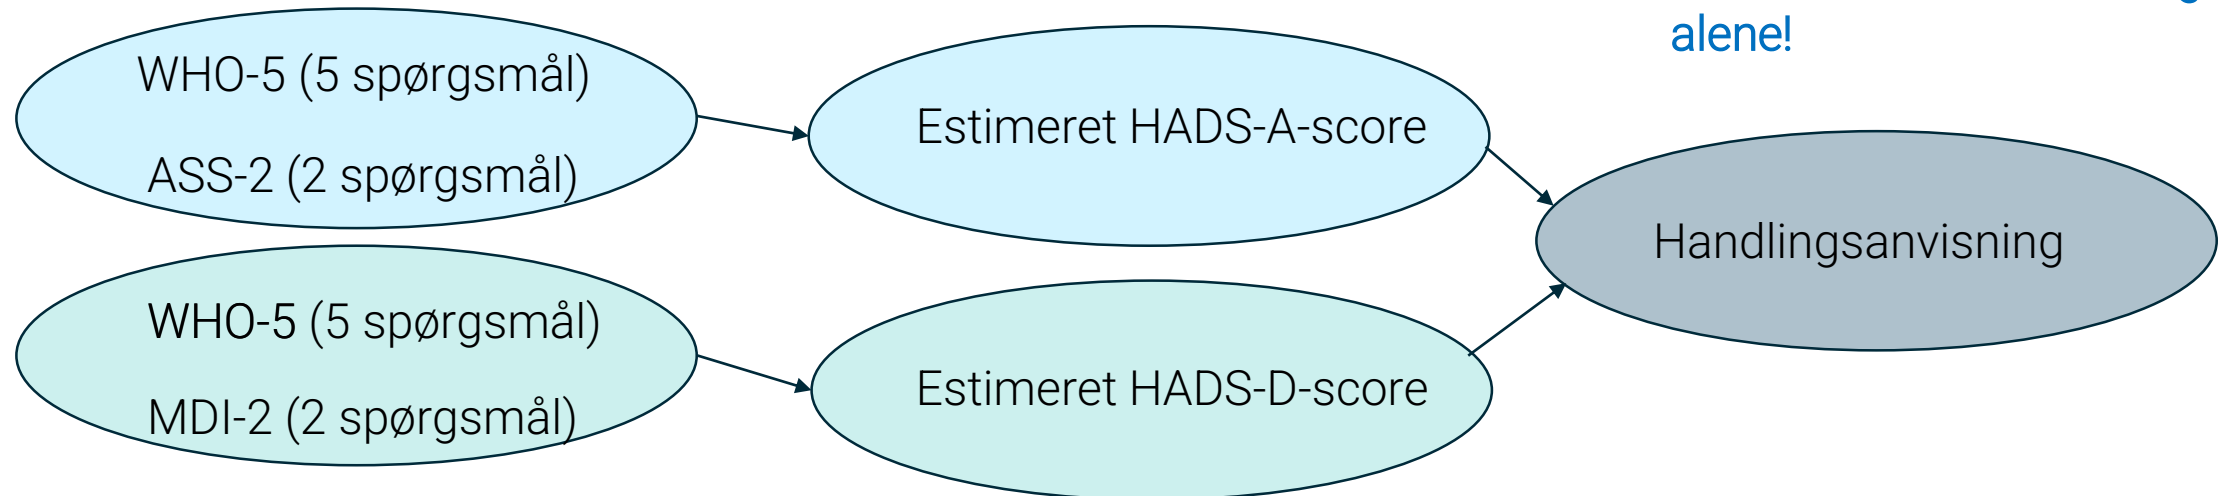 alene!
WHO-5 (5 spørgsmål)
ASS-2 (2 spørgsmål)
Estimeret HADS-A-score
WHO-5 (5 spørgsmål)
MDI-2 (2 spørgsmål)
Estimeret HADS-D-score
Handlingsanvisning